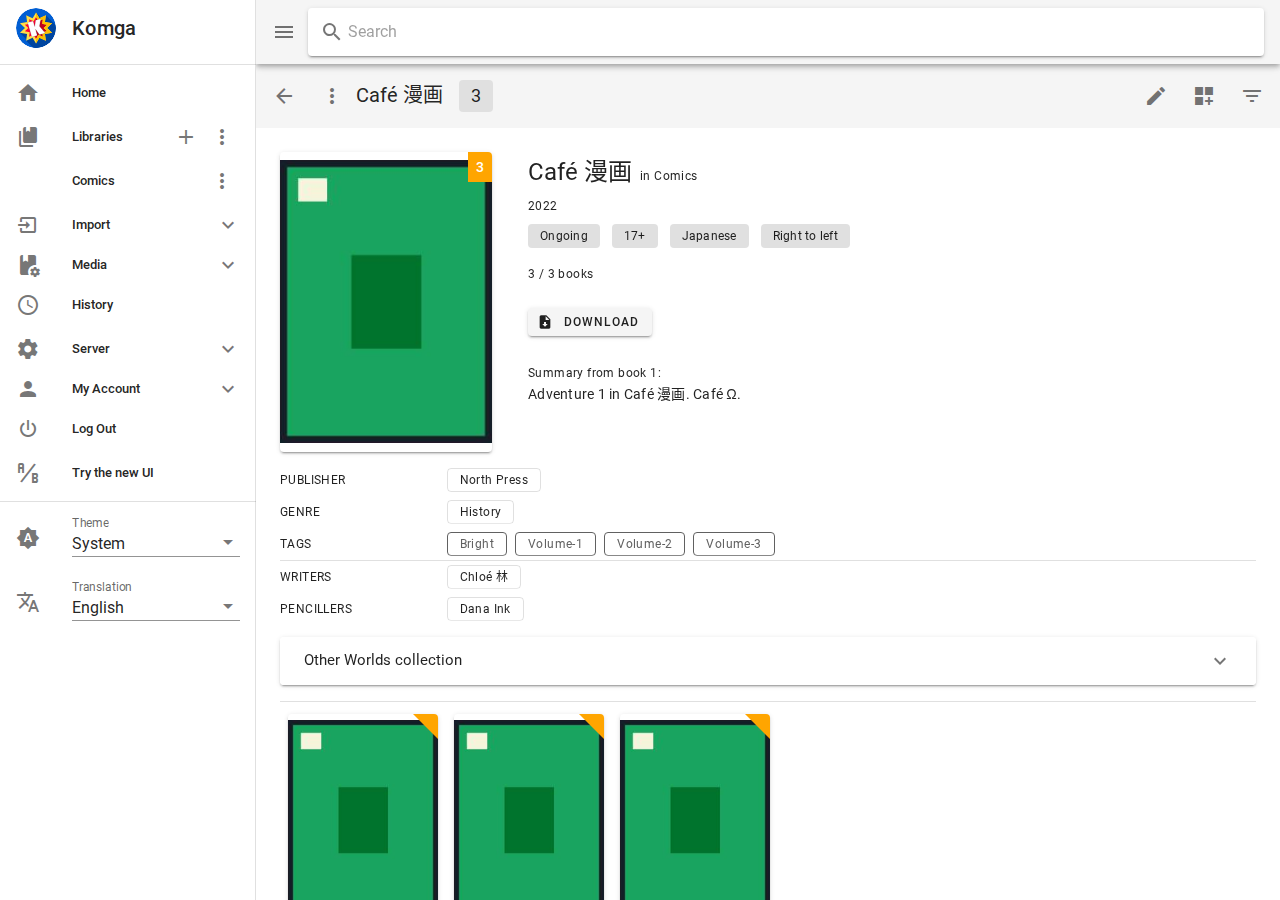 Komga
Search
Home
Libraries
Comics
Import
Media
History
Server
My Account
Log Out
Try the new UI
Theme
System
Translation
English
Café 漫画 3
3
Café 漫画 in Comics
2022
Ongoing 17+ Japanese Right to left
3 / 3 books
DOWNLOAD
Summary from book 1:
Adventure 1 in Café 漫画. Café Ω.
PUBLISHER North Press
GENRE History
TAGS Bright Volume-1 Volume-2 Volume-3
WRITERS Chloé 林
PENCILLERS Dana Ink
Other Worlds collection